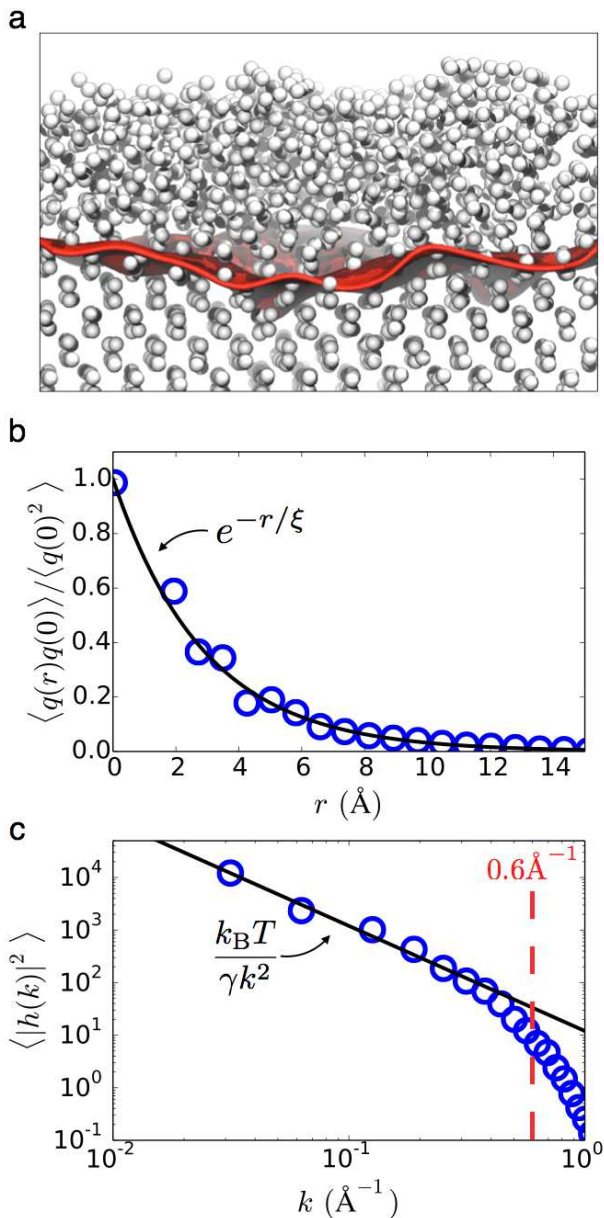 a
b
⟨q(r)q(0)⟩/⟨q(0)²⟩
1.0
0.8
0.6
0.4
0.2
0.0
e^{−r/ξ}
0 2 4 6 8 10 12 14
r (Å)
c
⟨|h(k)|²⟩
10⁴
10³
10²
10¹
10⁰
10⁻¹
0.6Å⁻¹
k_BT
γk²
10⁻² 10⁻¹ 10⁰
k (Å⁻¹)